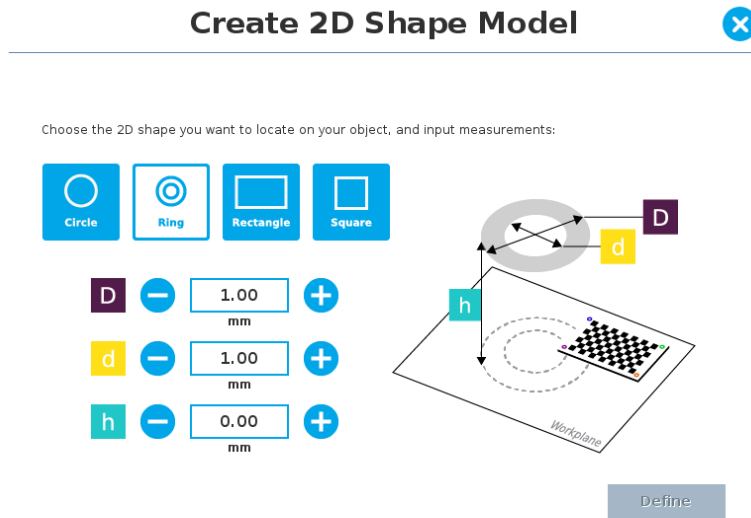 Create 2D Shape Model
Choose the 2D shape you want to locate on your object, and input measurements:
Circle
Ring
Rectangle
Square
D
d
h
D
1.00
mm
d
1.00
mm
h
0.00
mm
Workplane
Define